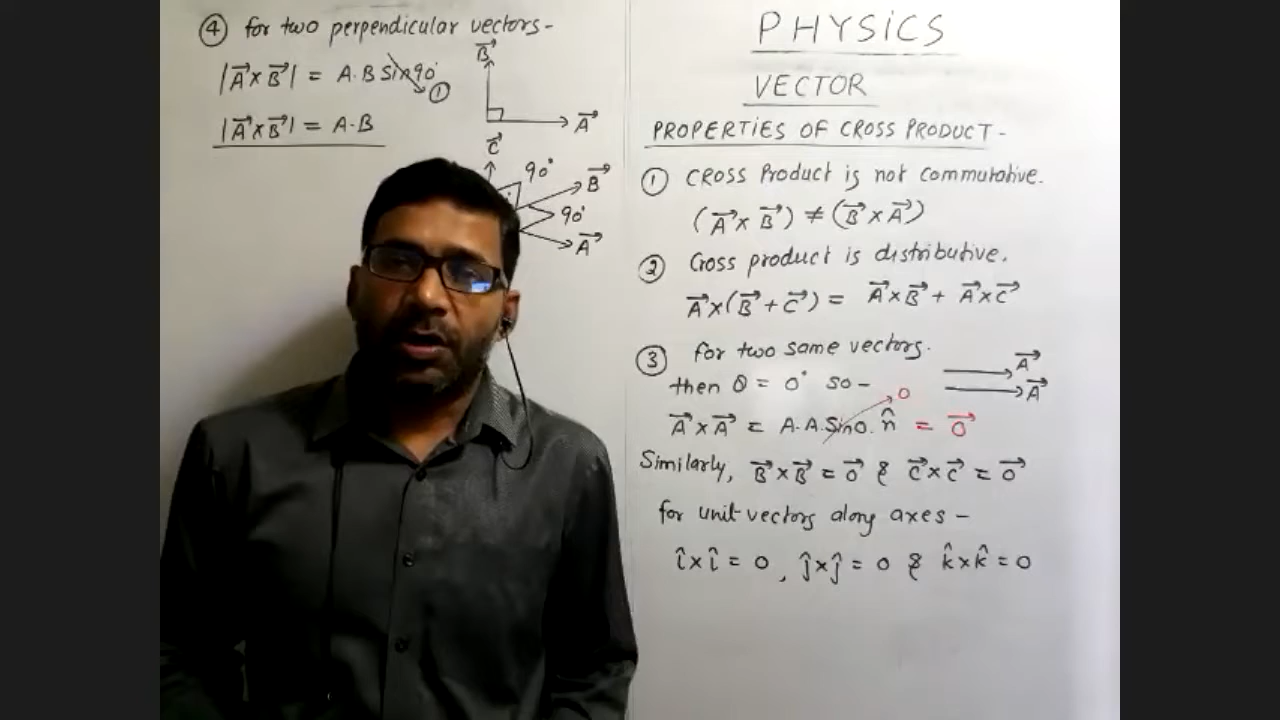 ④ for two perpendicular vectors-
|A⃗ x B⃗| = A.B Sin90°
①
|A⃗ x B⃗| = A.B
B⃗
A⃗
C⃗
90°
B⃗
90°
A⃗
PHYSICS
VECTOR
PROPERTIES OF CROSS PRODUCT-
① CROSS Product is not commutative.
(A⃗ x B⃗) ≠ (B⃗ x A⃗)
② Cross product is distributive.
A⃗ x (B⃗ + C⃗) = A⃗ x B⃗ + A⃗ x C⃗
③ for two same vectors.
A⃗
A⃗
then θ = 0° so-
0
A⃗ x A⃗ = A.A.Sin0. n̂ = 0⃗
Similarly, B⃗ x B⃗ = 0⃗ & C⃗ x C⃗ = 0⃗
for unit vectors along axes -
î x î = 0, ĵ x ĵ = 0 & k̂ x k̂ = 0